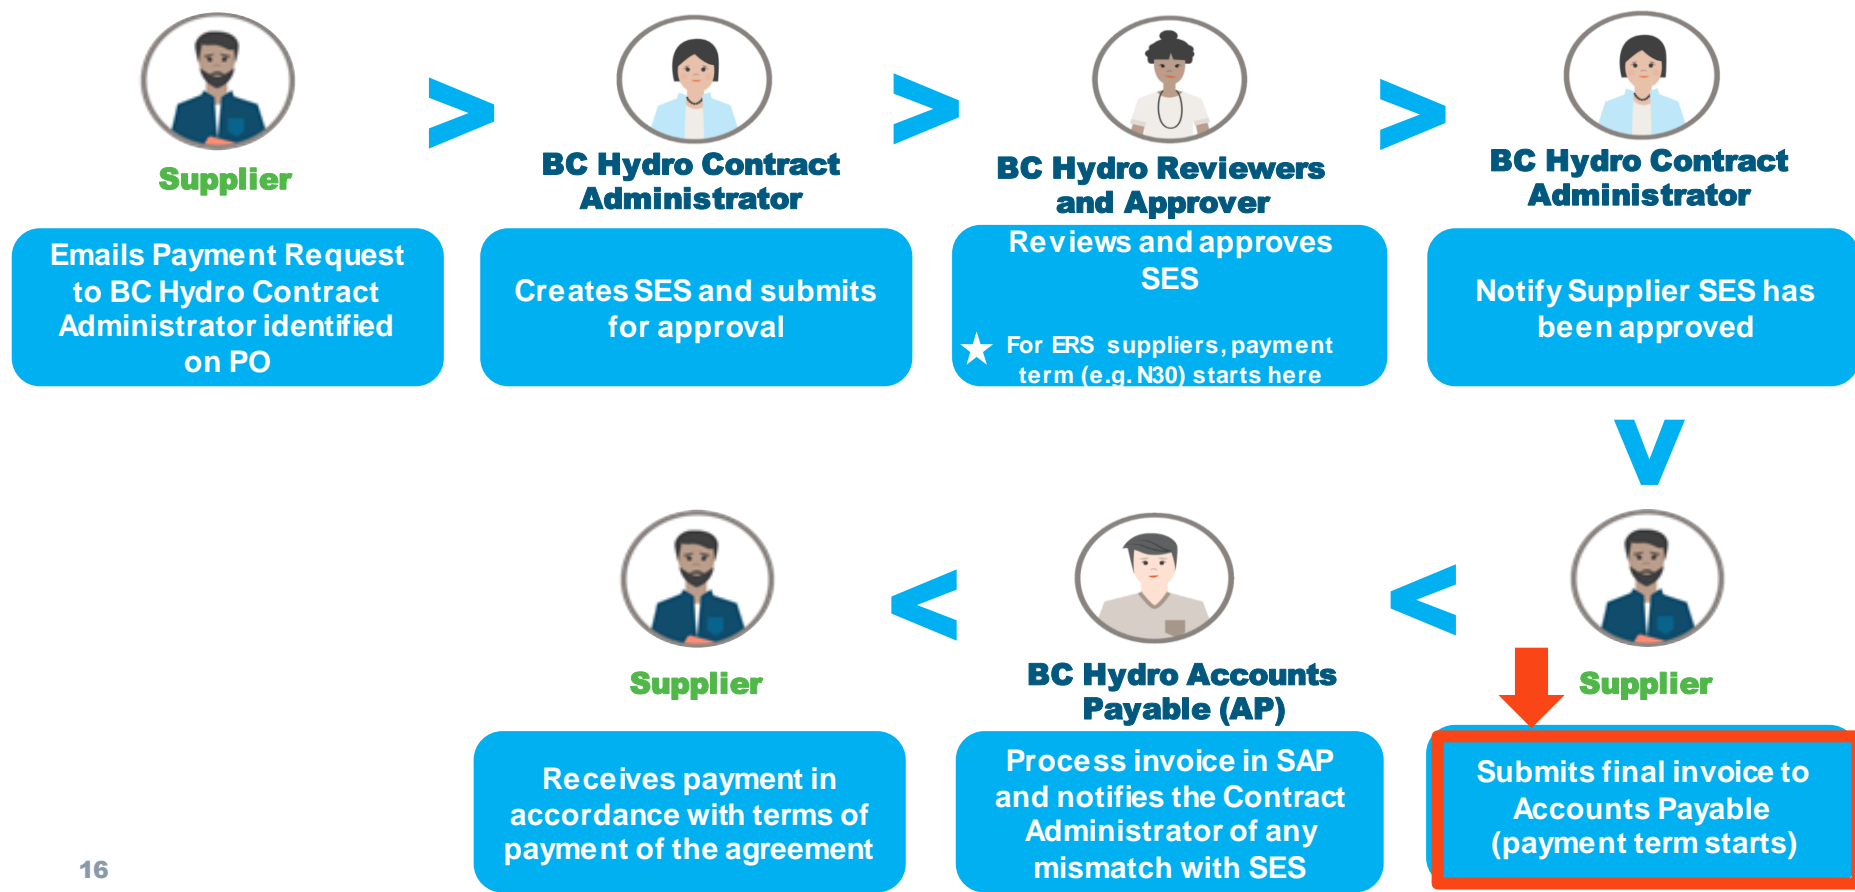 Supplier
Emails Payment Request
to BC Hydro Contract
Administrator identified
on PO
>
BC Hydro Contract
Administrator
Creates SES and submits
for approval
>
BC Hydro Reviewers
and Approver
Reviews and approves
SES
★ For ERS suppliers, payment
term (e.g. N30) starts here
>
BC Hydro Contract
Administrator
Notify Supplier SES has
been approved
>
Supplier
Submits final invoice to
Accounts Payable
(payment term starts)
<
BC Hydro Accounts
Payable (AP)
Process invoice in SAP
and notifies the Contract
Administrator of any
mismatch with SES
<
Supplier
Receives payment in
accordance with terms of
payment of the agreement
16